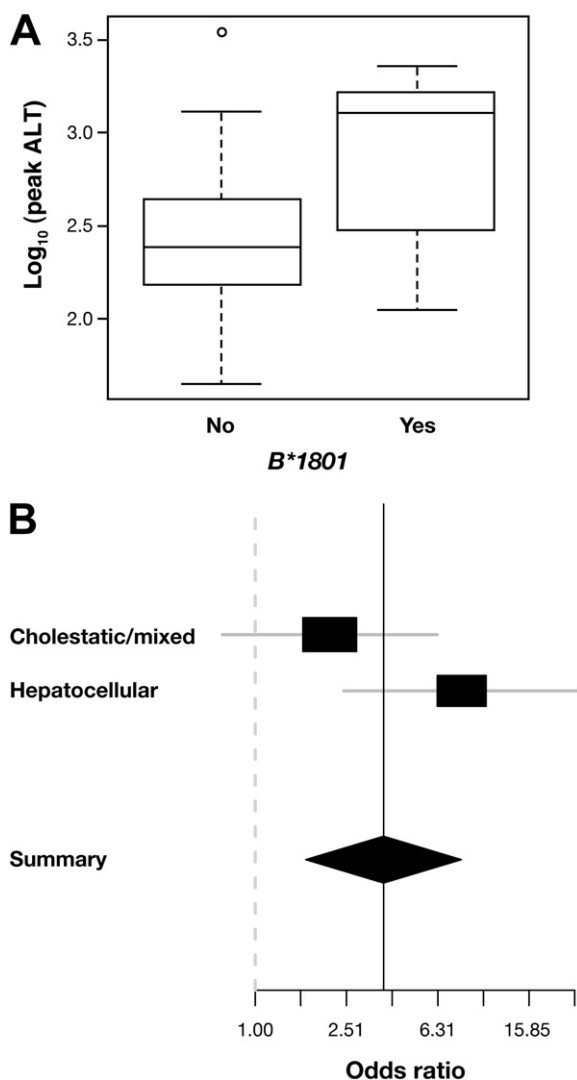 A
Log₁₀ (peak ALT)
3.5
3.0
2.5
2.0
No Yes
B*1801
B
Cholestatic/mixed
Hepatocellular
Summary
1.00 2.51 6.31 15.85
Odds ratio